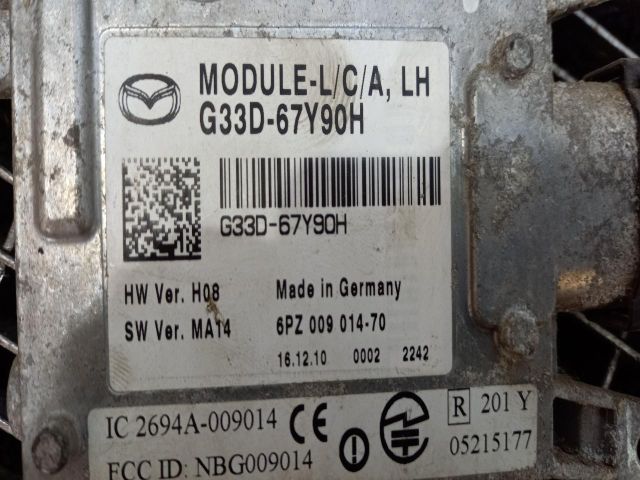 MODULE-L/C/A, LH
G33D-67Y90H
G33D-67Y90H
HW Ver. H08 Made in Germany
SW Ver. MA14 6PZ 009 014-70
16.12.10 0002 2242
IC 2694A-009014 CE R 201 Y
FCC ID: NBG009014 05215177